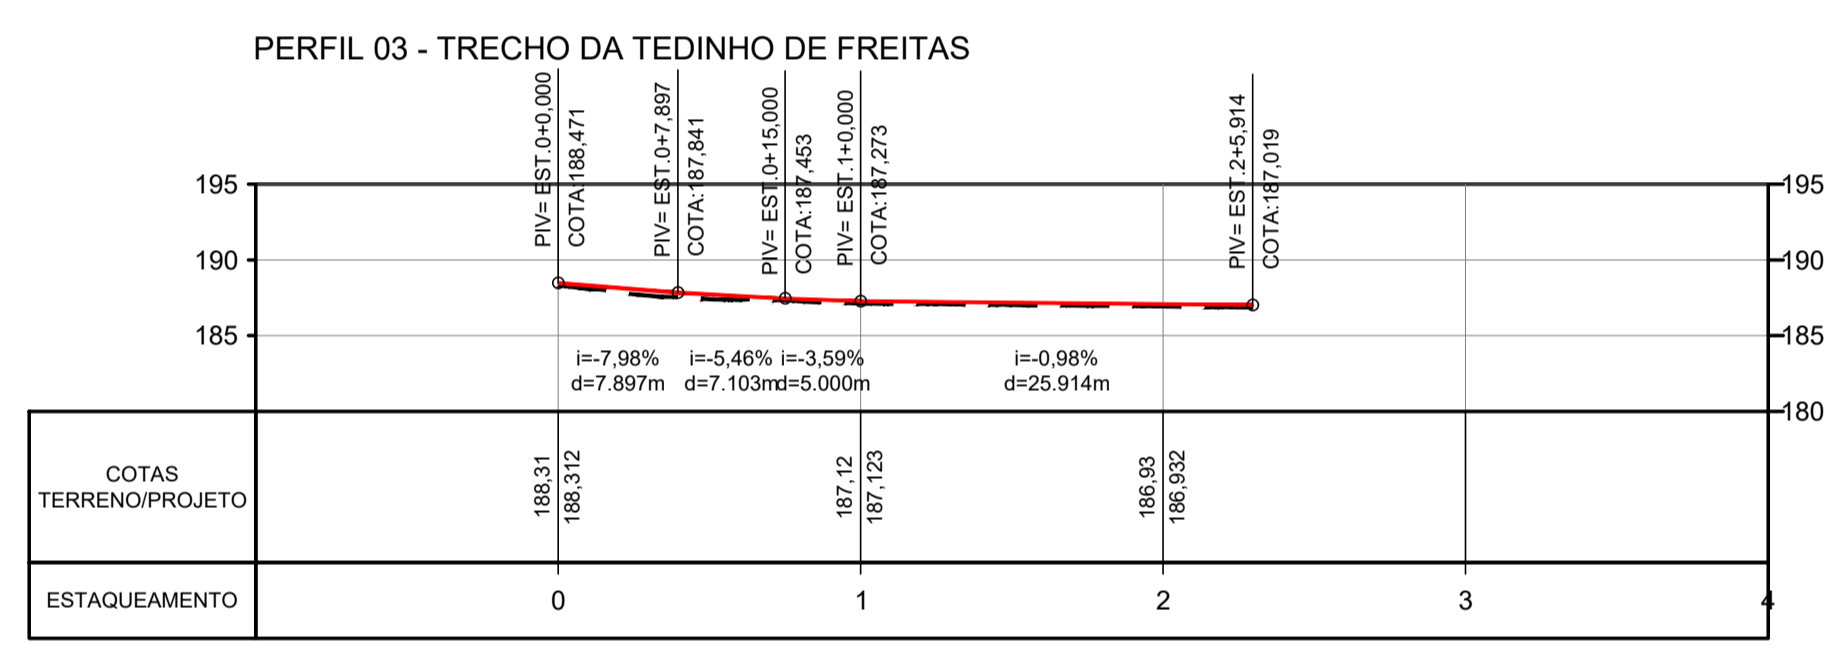 PERFIL 03 - TRECHO DA TEDINHO DE FREITAS
PIV= EST.0+0,000
COTA:188,471
PIV= EST.0+7,897
COTA:187,841
PIV= EST.0+15,000
COTA:187,453
PIV= EST.1+0,000
COTA:187,273
PIV= EST.2+5,914
COTA:187,019
195
195
190
190
185
185
180
i=-7,98%
d=7.897m
i=-5,46%
d=7.103m
i=-3,59%
d=5.000m
i=-0,98%
d=25.914m
COTAS
TERRENO/PROJETO
188,31
188,312
187,12
187,123
186,93
186,932
ESTAQUEAMENTO
0
1
2
3
4